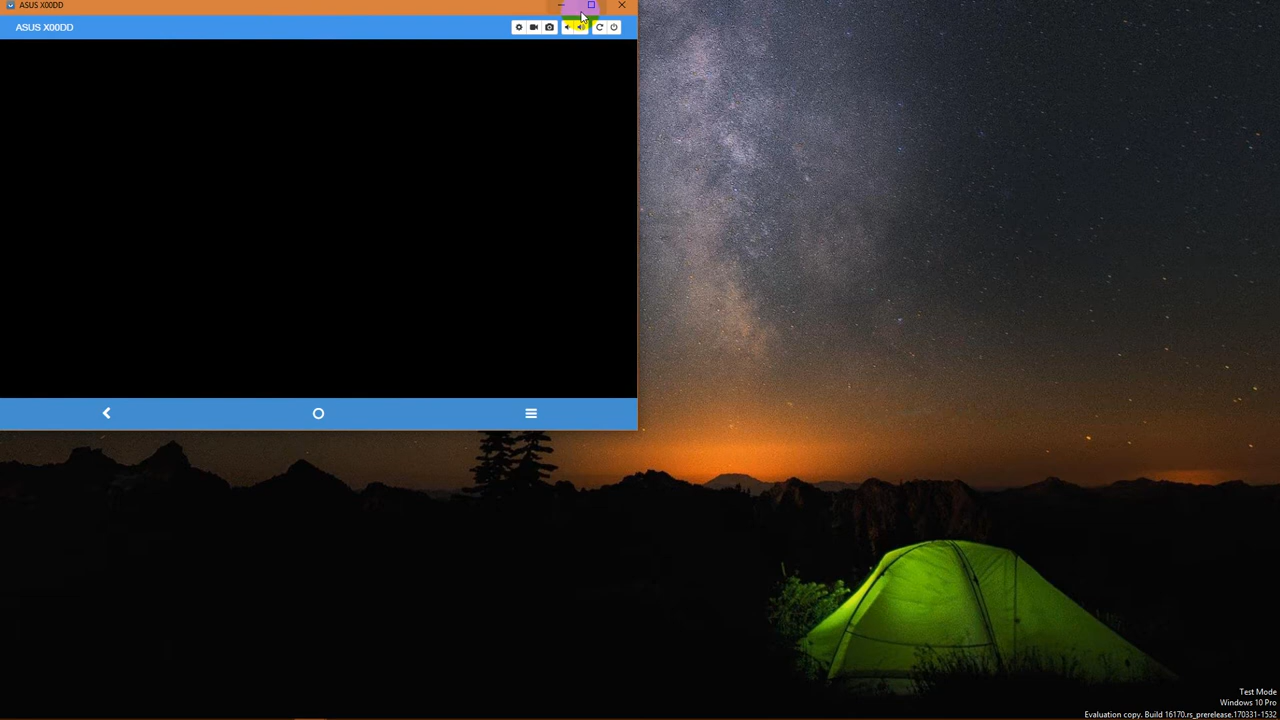 ASUS X00DD
ASUS X00DD
Test Mode
Windows 10 Pro
Evaluation copy. Build 16170.rs_prerelease.170331-1532